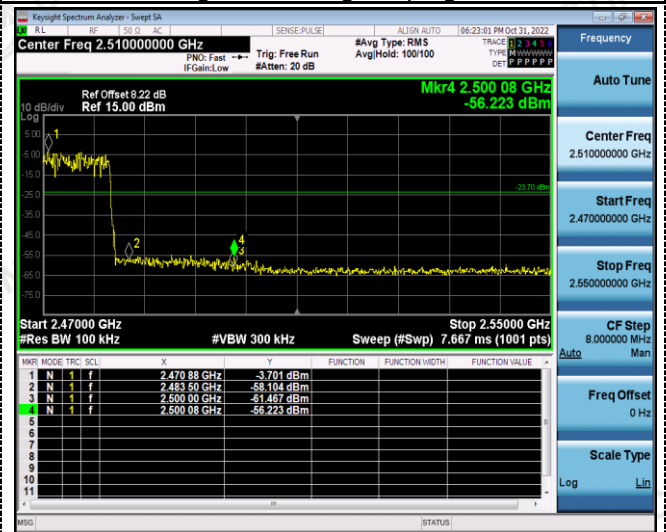 Keysight Spectrum Analyzer - Swept SA
RL RF 50 Ω AC SENSE:PULSE ALIGN AUTO 06:23:01 PM Oct 31, 2022
Center Freq 2.510000000 GHz
PNO: Fast
IFGain:Low
Trig: Free Run
#Atten: 20 dB
#Avg Type: RMS
Avg|Hold: 100/100
TRACE 1 2 3 4 5 6
TYPE M WWWWW
DET P P P P P P
Frequency
Auto Tune
Center Freq
2.510000000 GHz
Start Freq
2.470000000 GHz
Stop Freq
2.550000000 GHz
CF Step
8.000000 MHz
Auto Man
Freq Offset
0 Hz
Scale Type
Log Lin
Mkr4 2.500 08 GHz
-56.223 dBm
Ref Offset 8.22 dB
10 dB/div Ref 15.00 dBm
Log
5.00
-5.00
-15.0
-25.0
-35.0
-45.0
-55.0
-65.0
-75.0
1
2
4
3
-23.70 dBm
Start 2.47000 GHz Stop 2.55000 GHz
#Res BW 100 kHz #VBW 300 kHz Sweep (#Swp) 7.667 ms (1001 pts)
MKR MODE TRC SCL X Y FUNCTION FUNCTION WIDTH FUNCTION VALUE
1 N 1 f 2.470 88 GHz -3.701 dBm
2 N 1 f 2.483 50 GHz -58.104 dBm
3 N 1 f 2.500 00 GHz -61.467 dBm
4 N 1 f 2.500 08 GHz -56.223 dBm
5
6
7
8
9
10
11
MSG STATUS